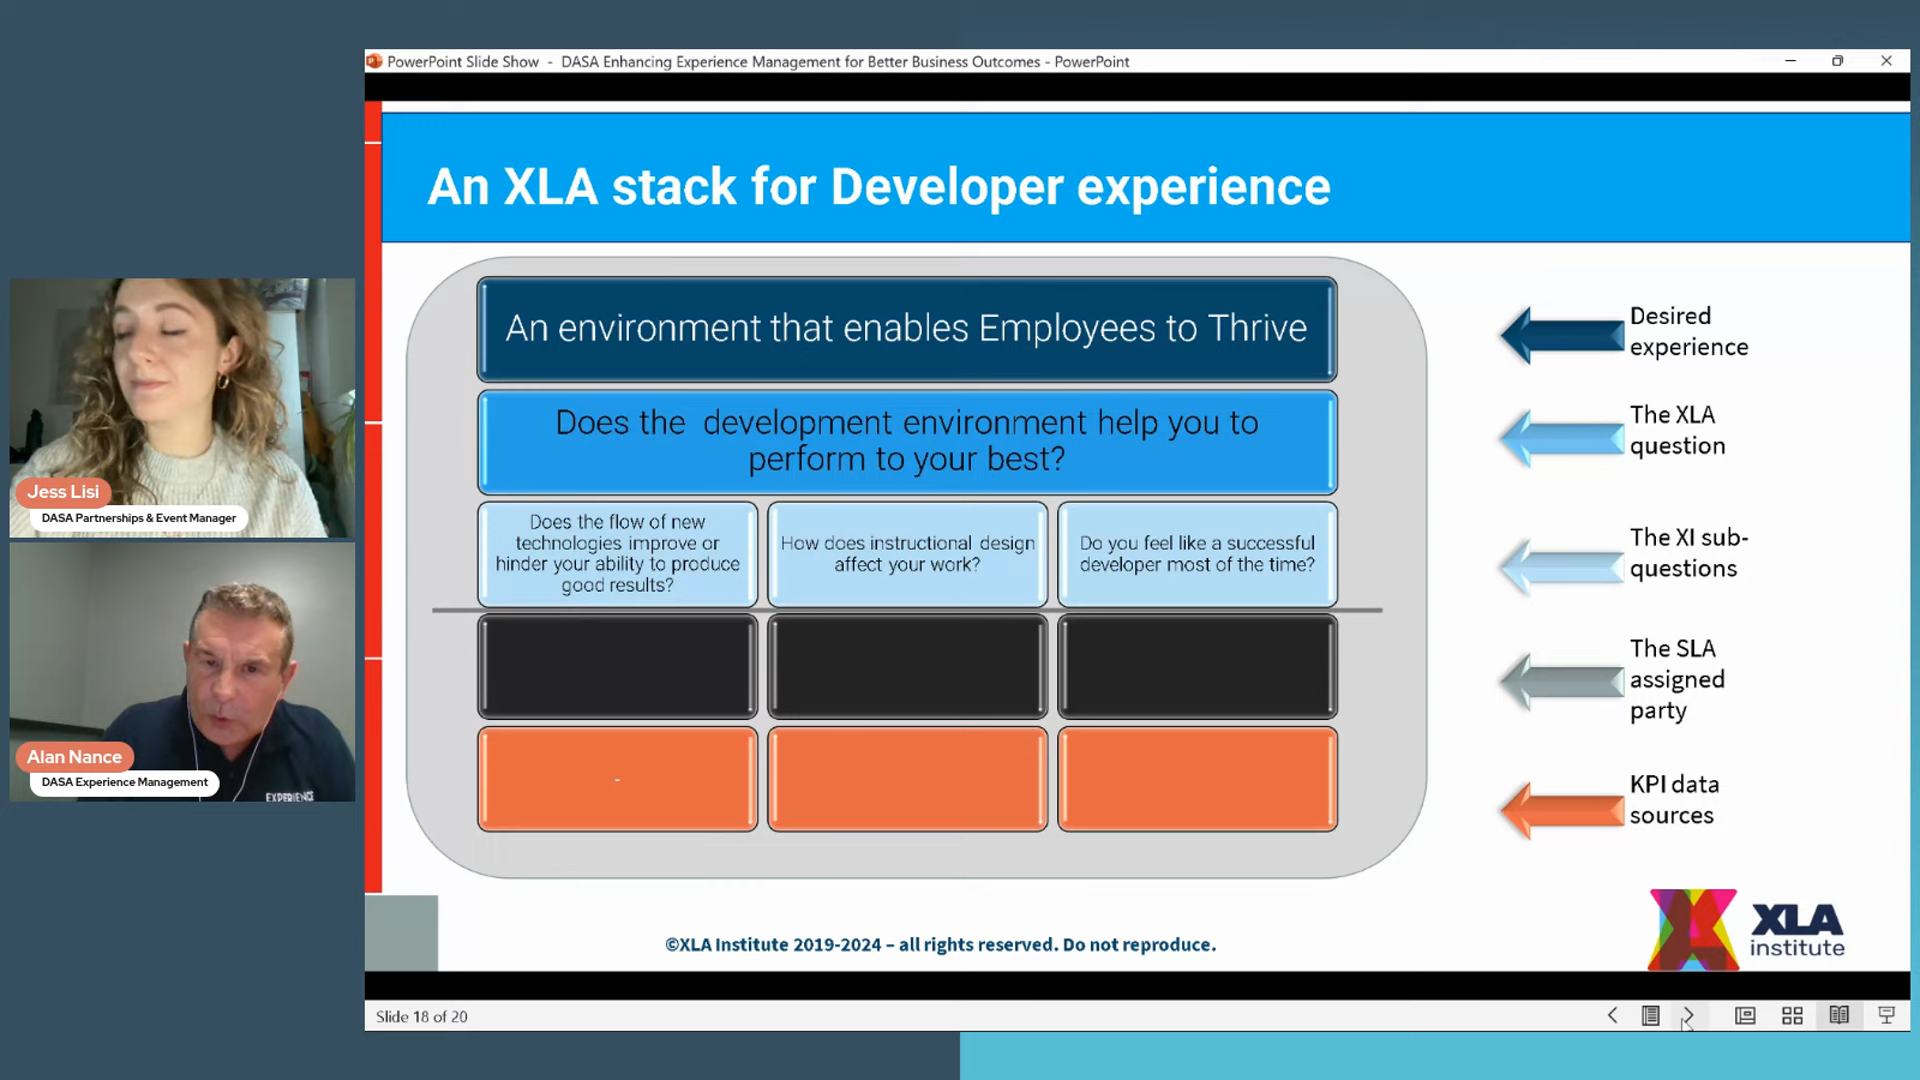 PowerPoint Slide Show - DASA Enhancing Experience Management for Better Business Outcomes - PowerPoint
An XLA stack for Developer experience
An environment that enables Employees to Thrive
Does the development environment help you to
perform to your best?
Does the flow of new
technologies improve or
hinder your ability to produce
good results?
How does instructional design
affect your work?
Do you feel like a successful
developer most of the time?
-
Desired
experience
The XLA
question
The XI sub-
questions
The SLA
assigned
party
KPI data
sources
Jess Lisi
DASA Partnerships & Event Manager
Alan Nance
DASA Experience Management
EXPERIENCE
©XLA Institute 2019-2024 – all rights reserved. Do not reproduce.
XLA
institute
Slide 18 of 20